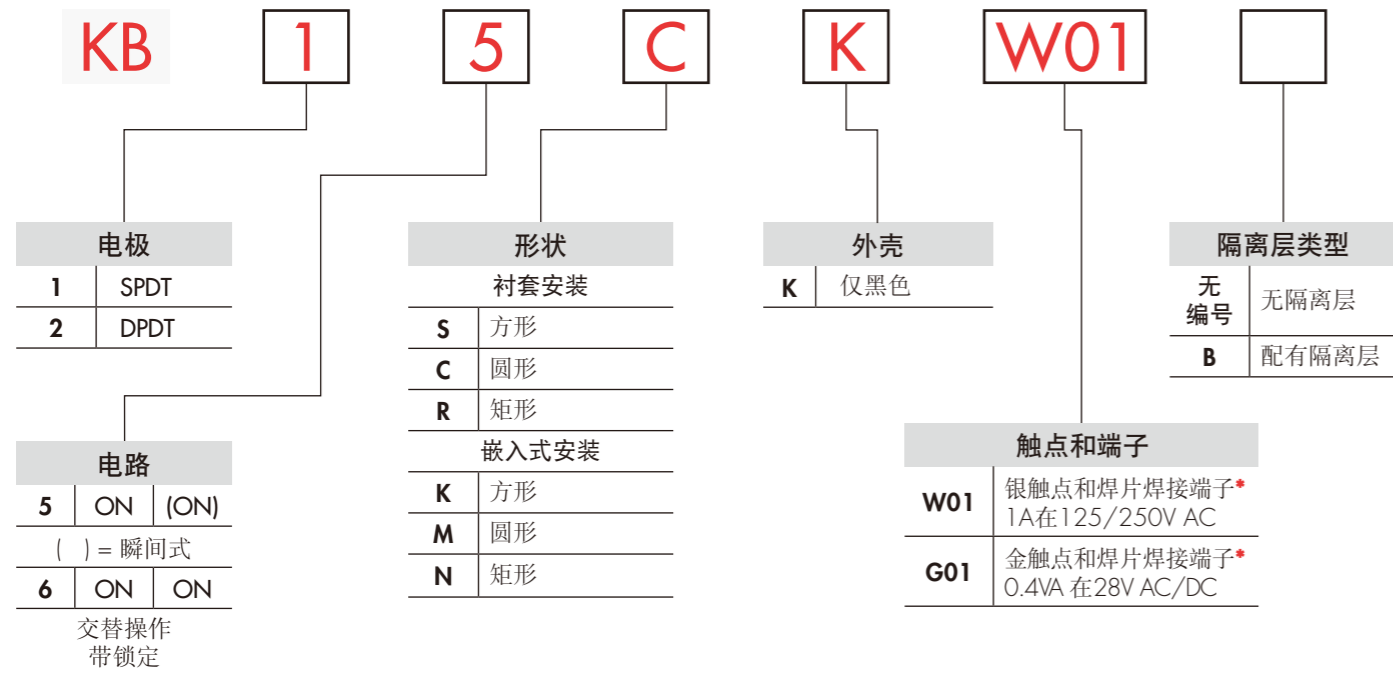 KB 1 5 C K W01
电极
1 SPDT
2 DPDT
电路
5 ON (ON)
( ) = 瞬间式
6 ON ON
交替操作
带锁定
形状
衬套安装
S 方形
C 圆形
R 矩形
嵌入式安装
K 方形
M 圆形
N 矩形
外壳
K 仅黑色
触点和端子
W01 银触点和焊片焊接端子*
1A在125/250V AC
G01 金触点和焊片焊接端子*
0.4VA 在28V AC/DC
隔离层类型
无
编号 无隔离层
B 配有隔离层